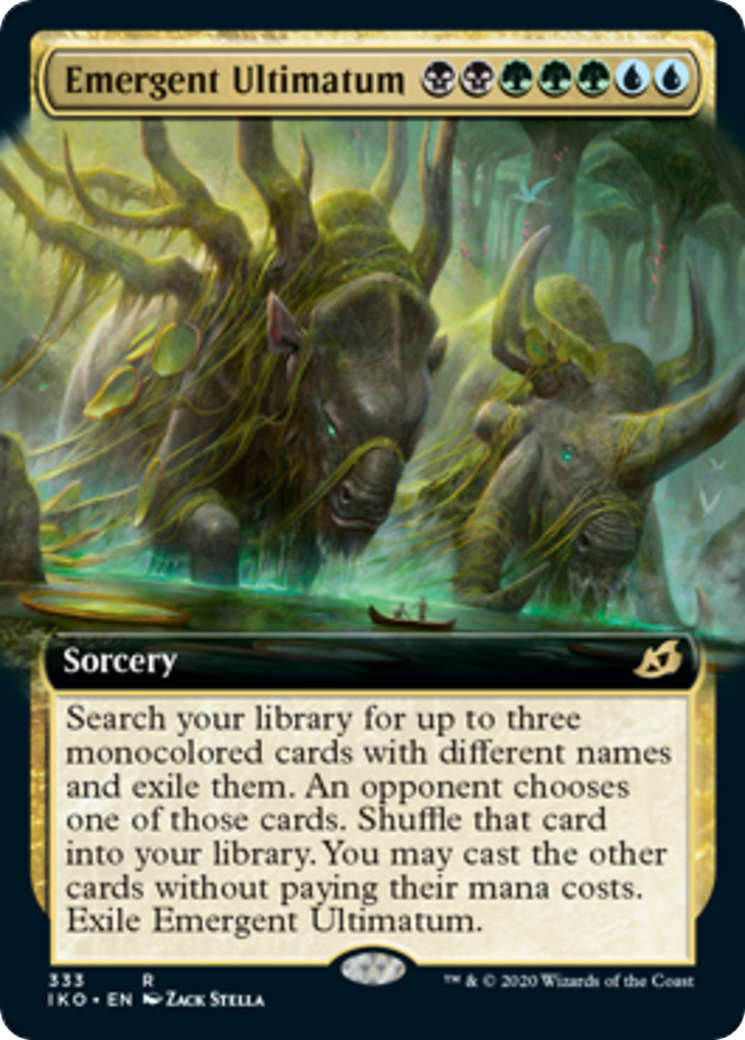 Emergent Ultimatum
Sorcery
Search your library for up to three
monocolored cards with different names
and exile them. An opponent chooses
one of those cards. Shuffle that card
into your library. You may cast the other
cards without paying their mana costs.
Exile Emergent Ultimatum.
333 R
IKO • EN Zack Stella
™ & © 2020 Wizards of the Coast